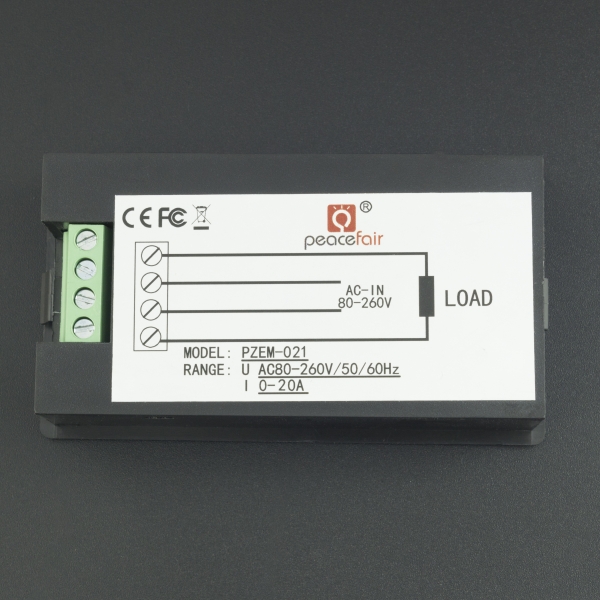 CE FC
®
peacefair
AC-IN
80-260V
LOAD
MODEL: PZEM-021
RANGE: U AC80-260V/50/60Hz
I 0-20A